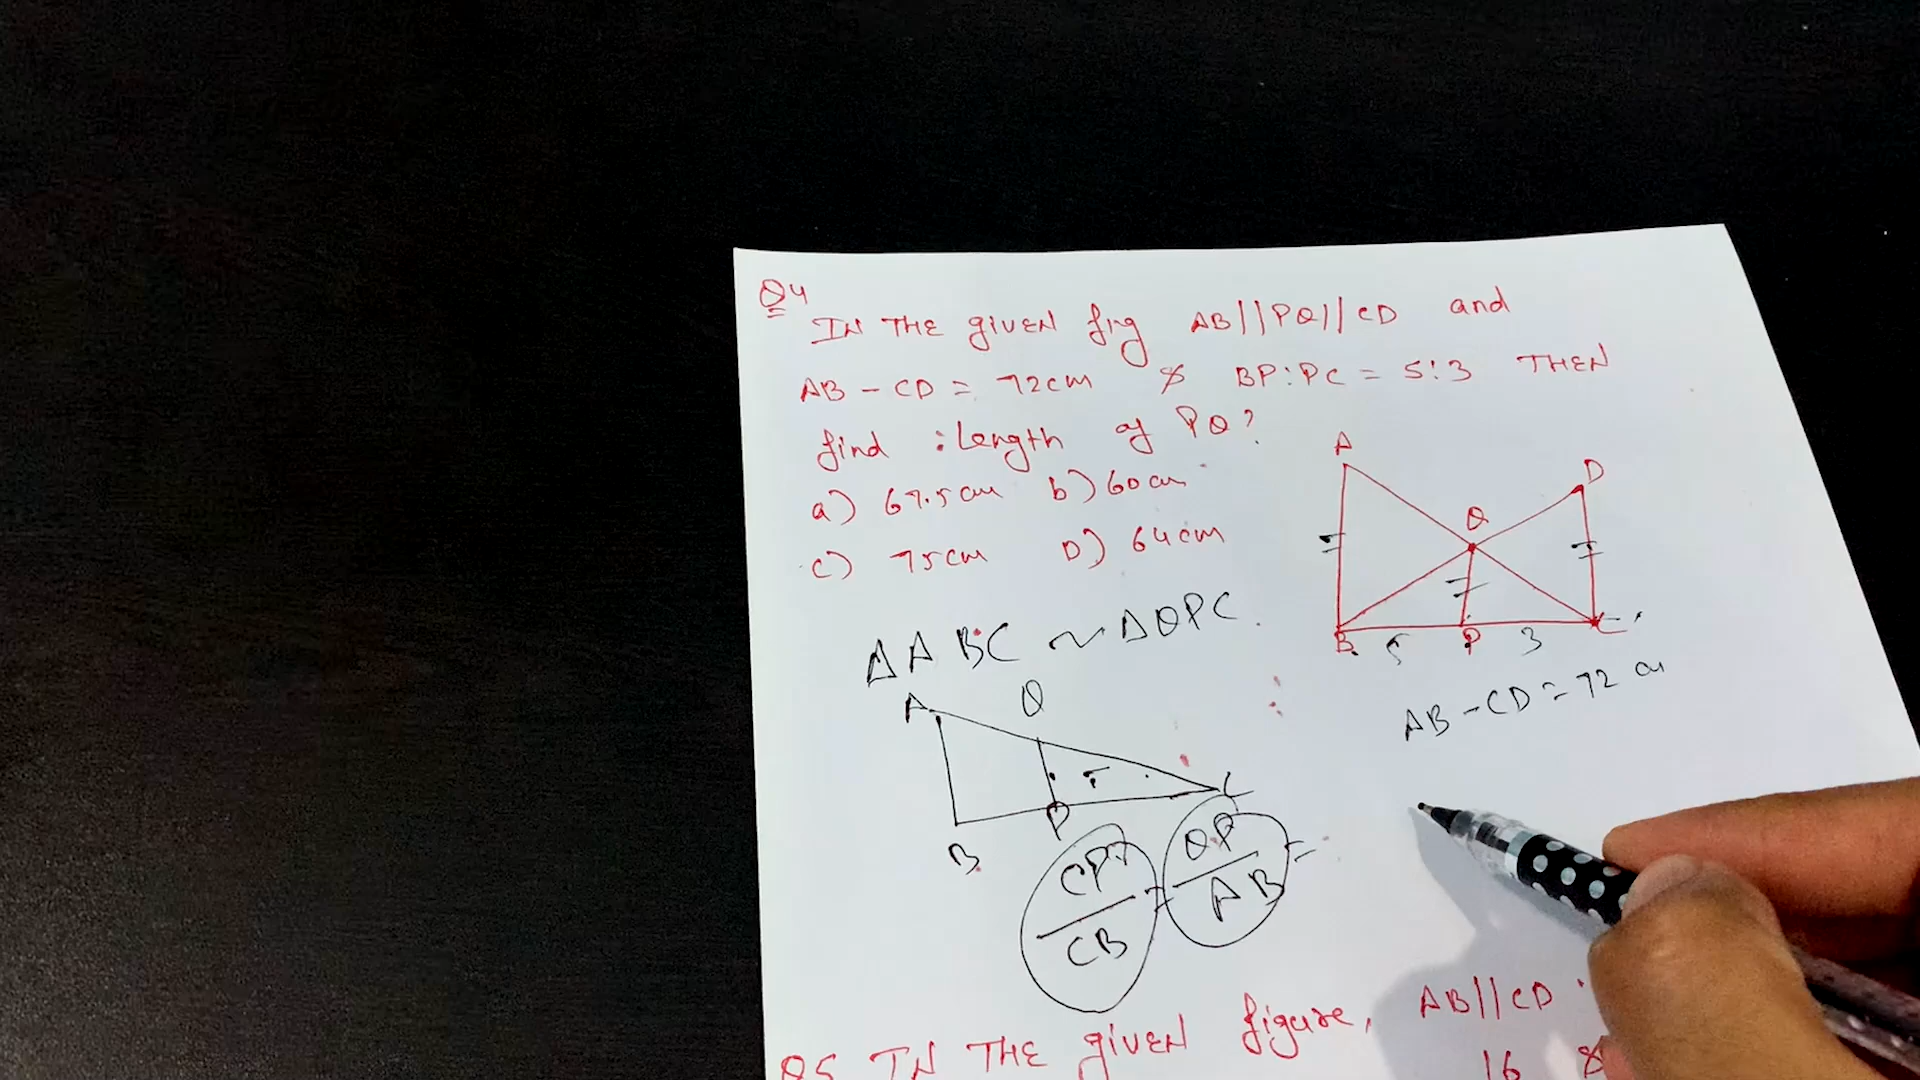 Q4
IN THE given fig AB||PQ||CD and
AB - CD = 72cm & BP:PC = 5:3 THEN
find : Length of PQ?
a) 67.5cm b) 60cm
c) 75cm D) 64cm
A
D
Q
B P C
5 3
AB - CD = 72 cm
ΔABC ~ ΔQPC
A Q
B P C
CP/CB = QP/AB =
Q5 IN THE given figure, AB||CD
16 &